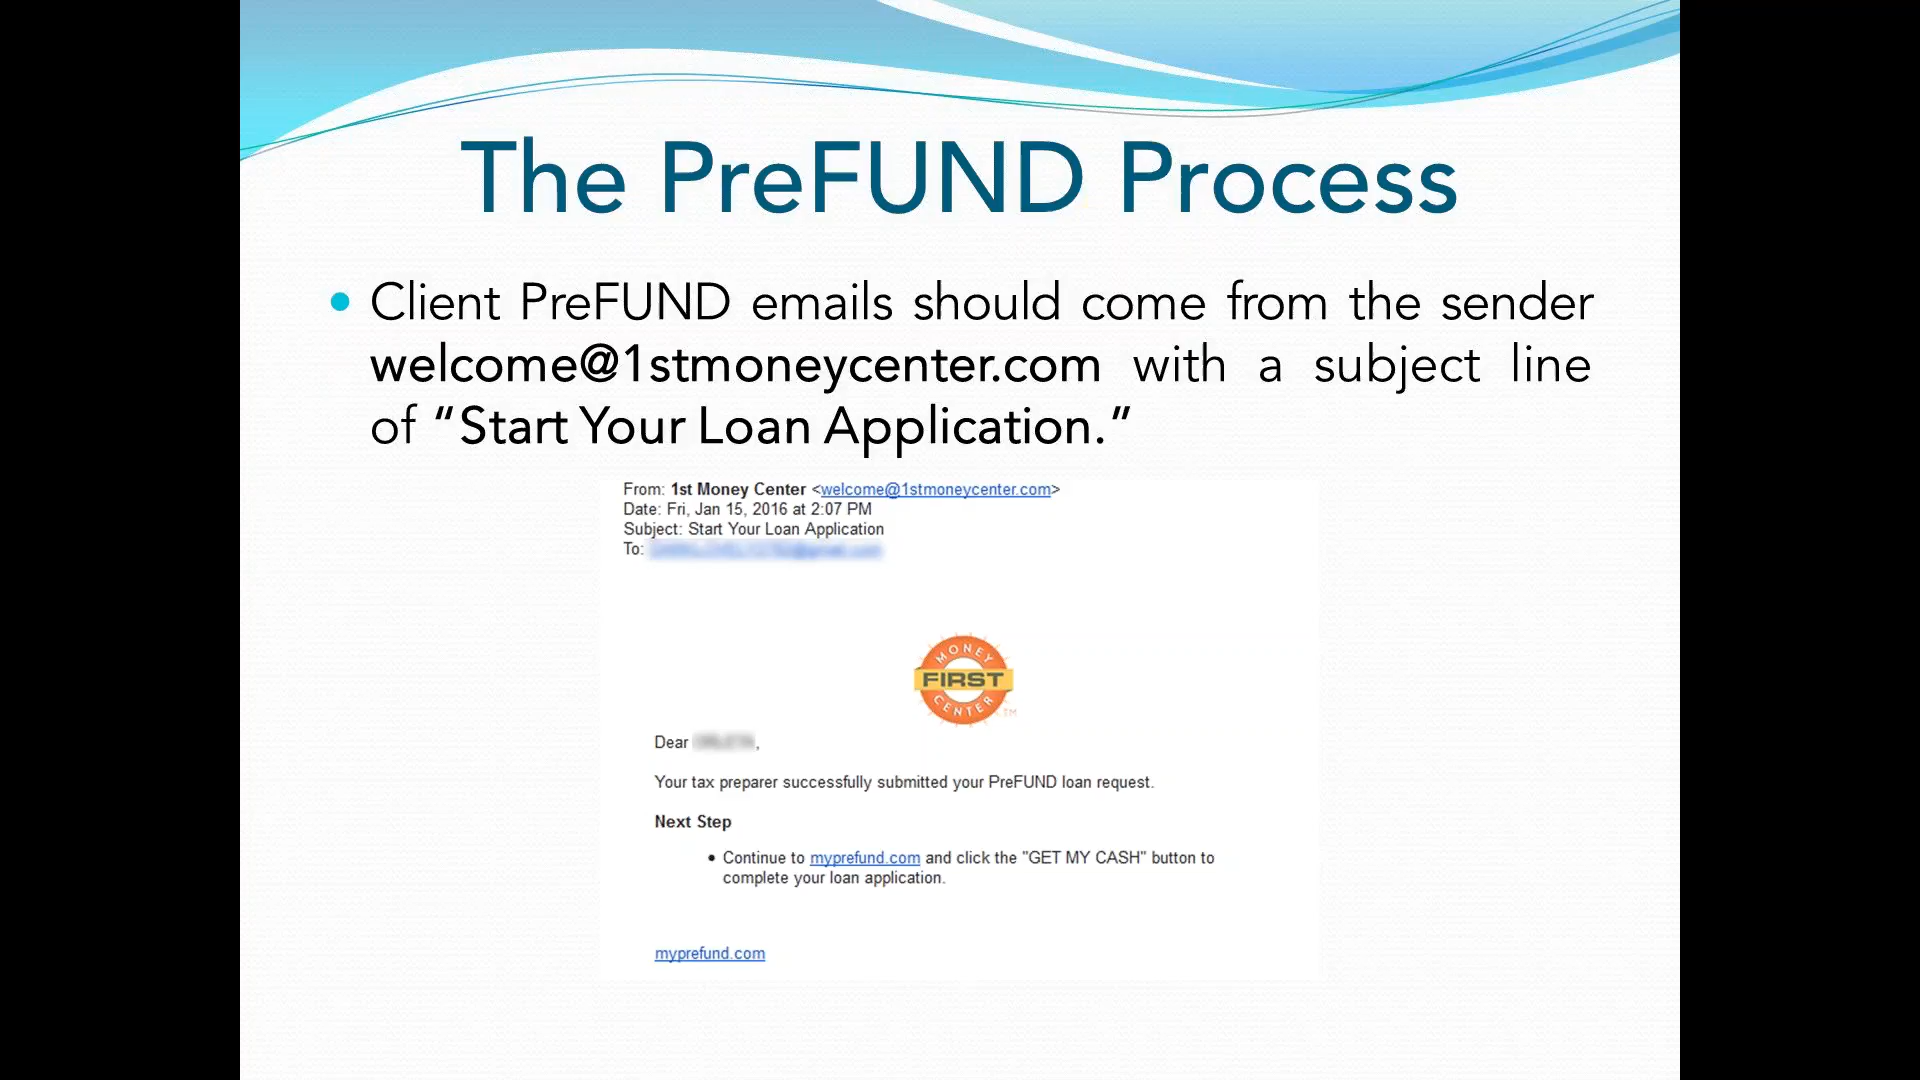 The PreFUND Process
• Client PreFUND emails should come from the sender
welcome@1stmoneycenter.com with a subject line
of “Start Your Loan Application.”
From: 1st Money Center <welcome@1stmoneycenter.com>
Date: Fri, Jan 15, 2016 at 2:07 PM
Subject: Start Your Loan Application
To:
MONEY
FIRST
CENTER
TM
Dear ,
Your tax preparer successfully submitted your PreFUND loan request.
Next Step
• Continue to myprefund.com and click the "GET MY CASH" button to
complete your loan application.
myprefund.com